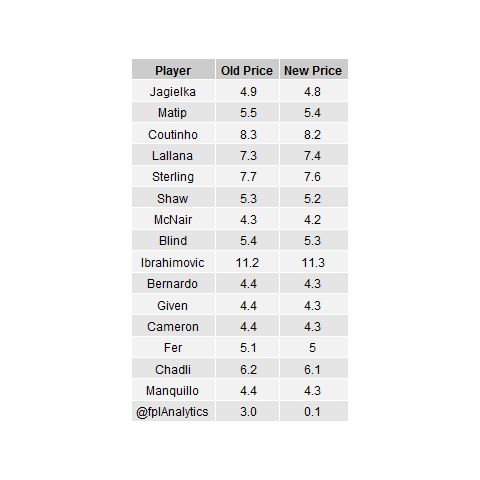 Player Old Price New Price
Jagielka 4.9 4.8
Matip 5.5 5.4
Coutinho 8.3 8.2
Lallana 7.3 7.4
Sterling 7.7 7.6
Shaw 5.3 5.2
McNair 4.3 4.2
Blind 5.4 5.3
Ibrahimovic 11.2 11.3
Bernardo 4.4 4.3
Given 4.4 4.3
Cameron 4.4 4.3
Fer 5.1 5
Chadli 6.2 6.1
Manquillo 4.4 4.3
@fplAnalytics 3.0 0.1